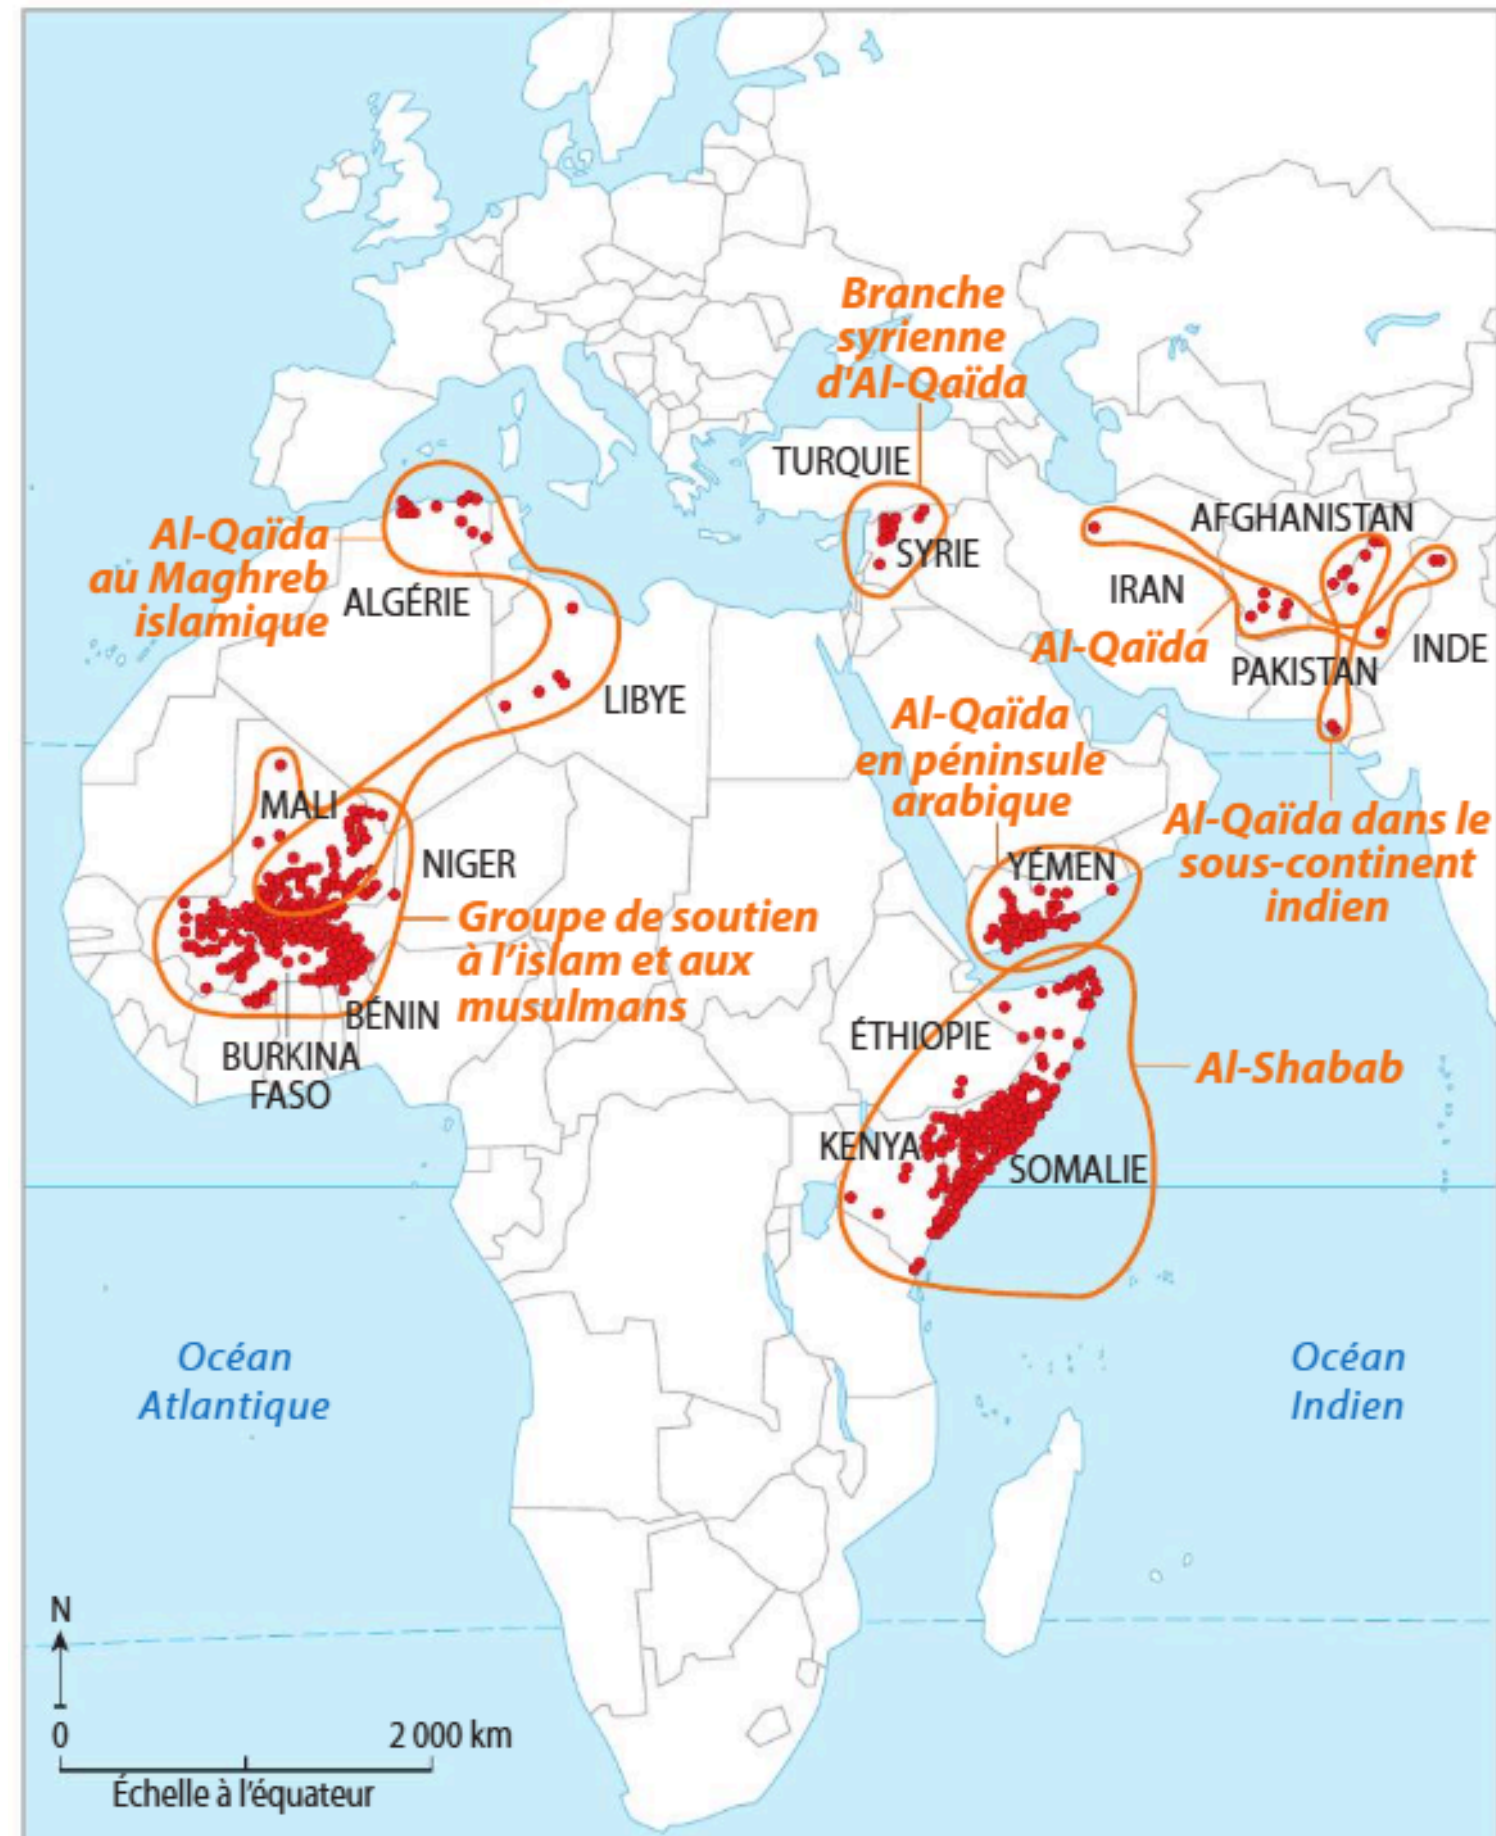 Branche
syrienne
d'Al-Qaïda
TURQUIE
SYRIE
Al-Qaïda
au Maghreb
islamique
ALGÉRIE
LIBYE
AFGHANISTAN
IRAN
Al-Qaïda
PAKISTAN
INDE
Al-Qaïda
en péninsule
arabique
YÉMEN
Al-Qaïda dans le
sous-continent
indien
MALI
NIGER
Groupe de soutien
à l'islam et aux
musulmans
BÉNIN
BURKINA
FASO
ÉTHIOPIE
Al-Shabab
KENYA
SOMALIE
Océan
Atlantique
Océan
Indien
N
0 2 000 km
Échelle à l'équateur